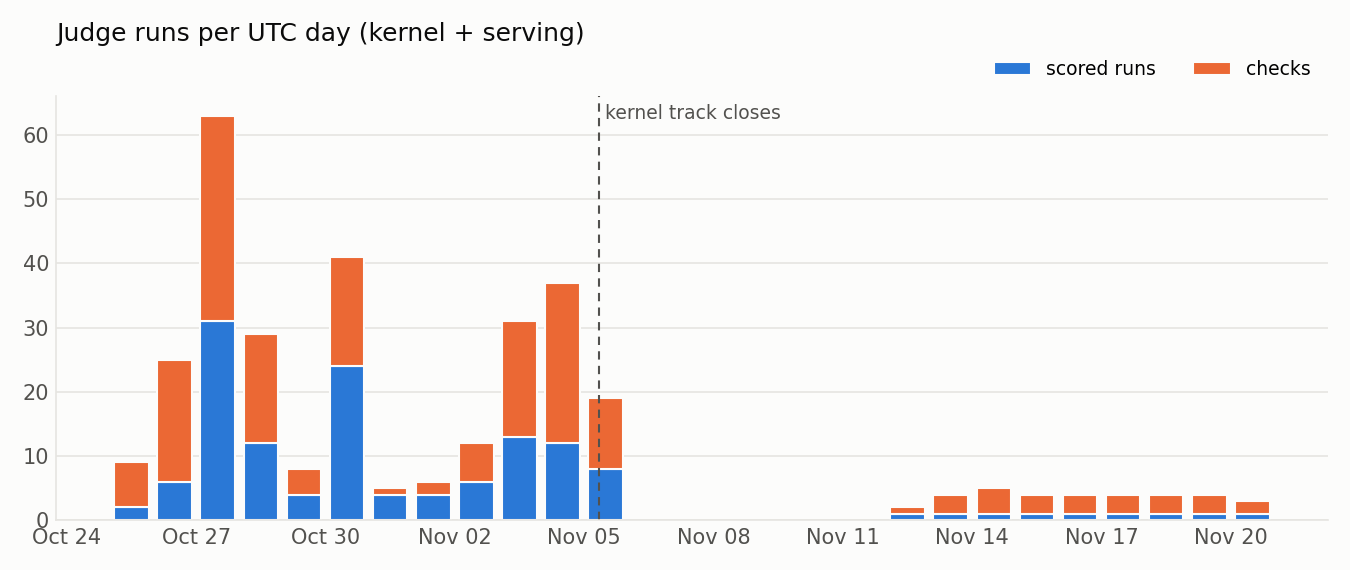 Judge runs per UTC day (kernel + serving)
scored runs
checks
kernel track closes
60
50
40
30
20
10
0
Oct 24
Oct 27
Oct 30
Nov 02
Nov 05
Nov 08
Nov 11
Nov 14
Nov 17
Nov 20